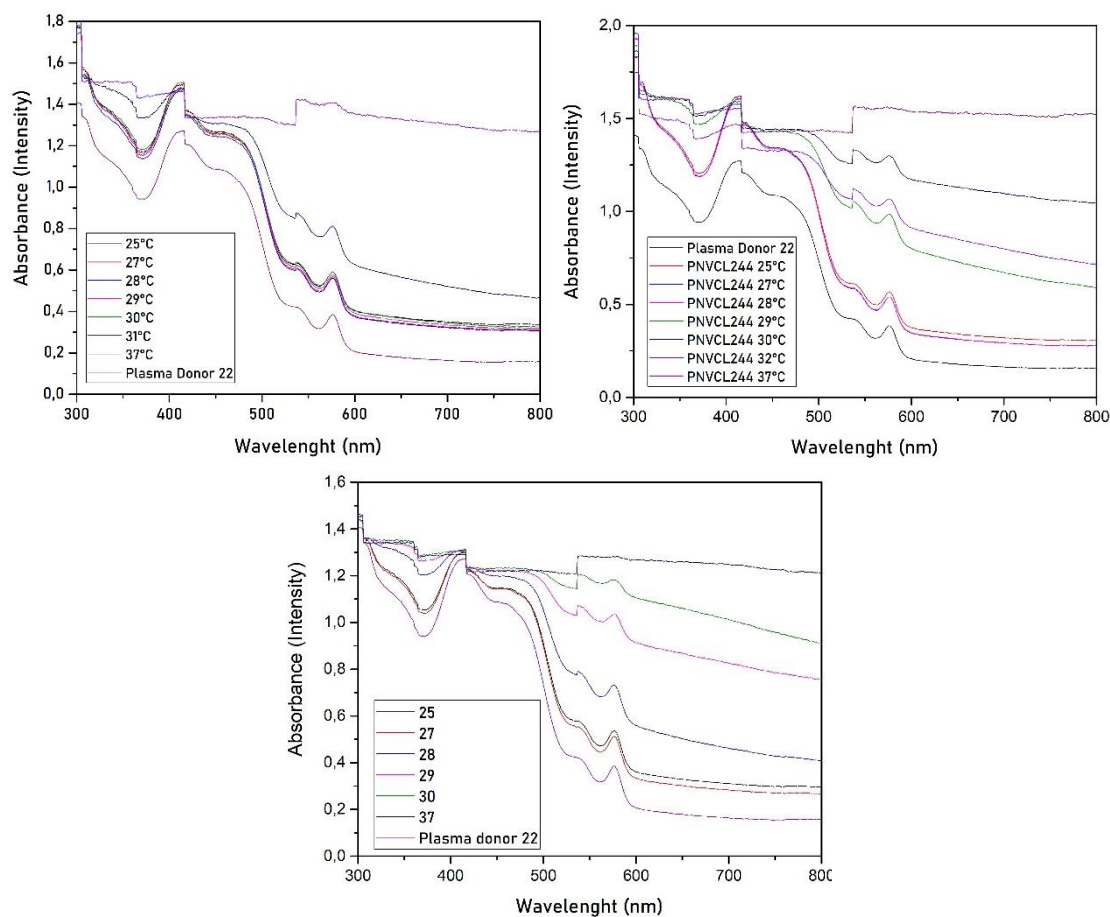 1,8
1,6
1,4
1,2
1,0
0,8
0,6
0,4
0,2
0,0
Absorbance (Intensity)
25°C
27°C
28°C
29°C
30°C
31°C
37°C
Plasma Donor 22
300 400 500 600 700 800
Wavelenght (nm)
2,0
1,5
1,0
0,5
0,0
Absorbance (Intensity)
Plasma Donor 22
PNVCL244 25°C
PNVCL244 27°C
PNVCL244 28°C
PNVCL244 29°C
PNVCL244 30°C
PNVCL244 32°C
PNVCL244 37°C
300 400 500 600 700 800
Wavelenght (nm)
1,6
1,4
1,2
1,0
0,8
0,6
0,4
0,2
0,0
Absorbance (Intensity)
25
27
28
29
30
37
Plasma donor 22
300 400 500 600 700 800
Wavelenght (nm)